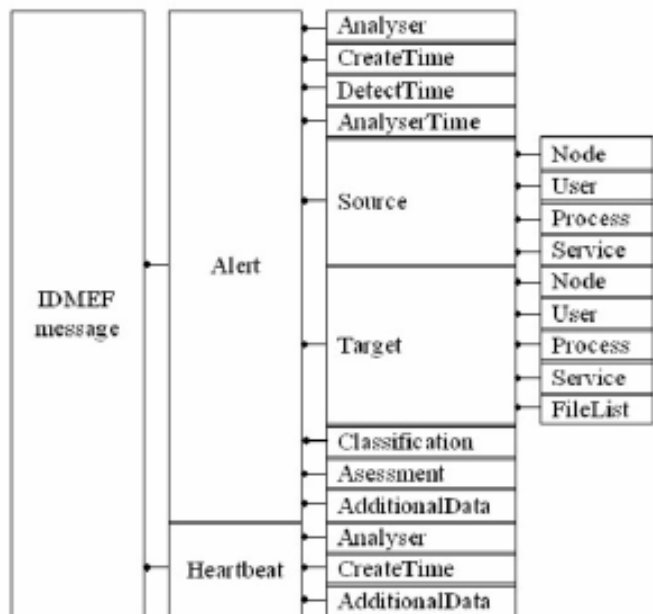 IDMEF
message
Alert
Analyser
CreateTime
DetectTime
AnalyserTime
Source
Node
User
Process
Service
Target
Node
User
Process
Service
FileList
Classification
Asessment
AdditionalData
Heartbeat
Analyser
CreateTime
AdditionalData